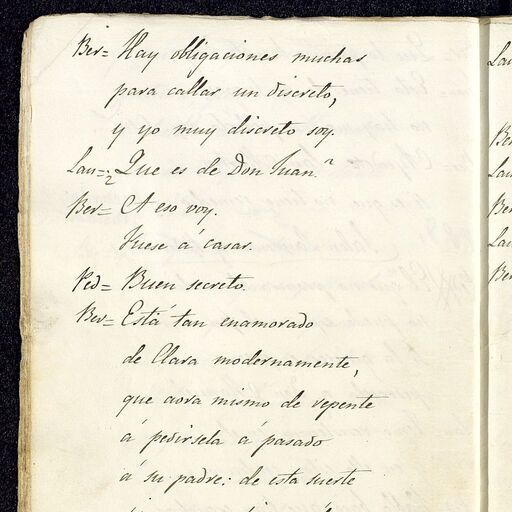 Ber= Hay obligaciones muchas
para callar un discreto,
y yo muy discreto soy.
Lau=¿Que es de Don Juan?
Ber= A eso voy.
Fuese á casar.
Ped= Buen secreto.
Ber= Está tan enamorado
de Clara modernamente,
que aora mismo de repente
á pedirsela á pasado
á su padre: de esta suerte
Lau
Ber
Lau
Ber
Lau
Ber